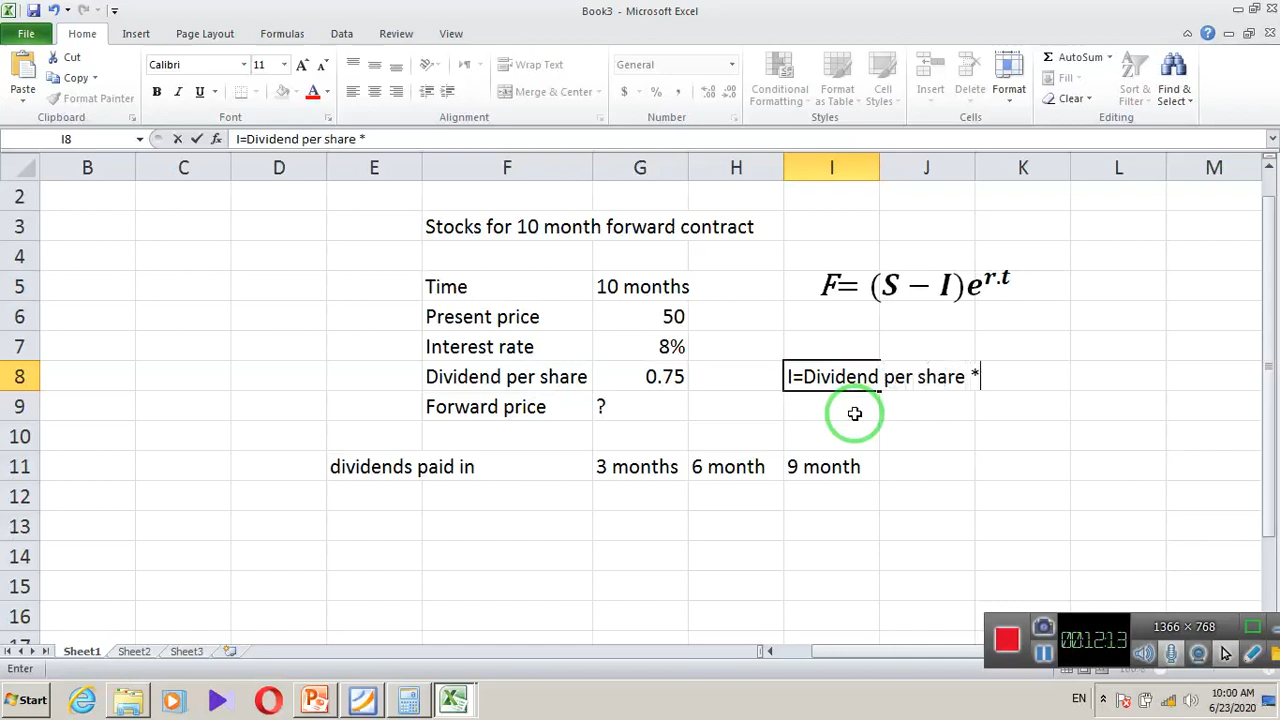 Book3 - Microsoft Excel
File Home Insert Page Layout Formulas Data Review View
Cut
Copy
Format Painter
Paste
Clipboard
Calibri 11
B I U
Font
Wrap Text
Merge & Center
Alignment
General
$ % ,
Number
Conditional Formatting
Format as Table
Cell Styles
Styles
Insert Delete Format
Cells
AutoSum
Fill
Clear
Sort & Filter
Find & Select
Editing
I8 fx I=Dividend per share *
B C D E F G H I J K L M
2
3 Stocks for 10 month forward contract
4
5 Time 10 months F= (S − I)e^r.t
6 Present price 50
7 Interest rate 8%
8 Dividend per share 0.75 I=Dividend per share *
9 Forward price ?
10
11 dividends paid in 3 months 6 month 9 month
12
13
14
15
16
17
1366 × 768
00:12:13
Sheet1 Sheet2 Sheet3
Enter
Start
EN
10:00 AM
6/23/2020